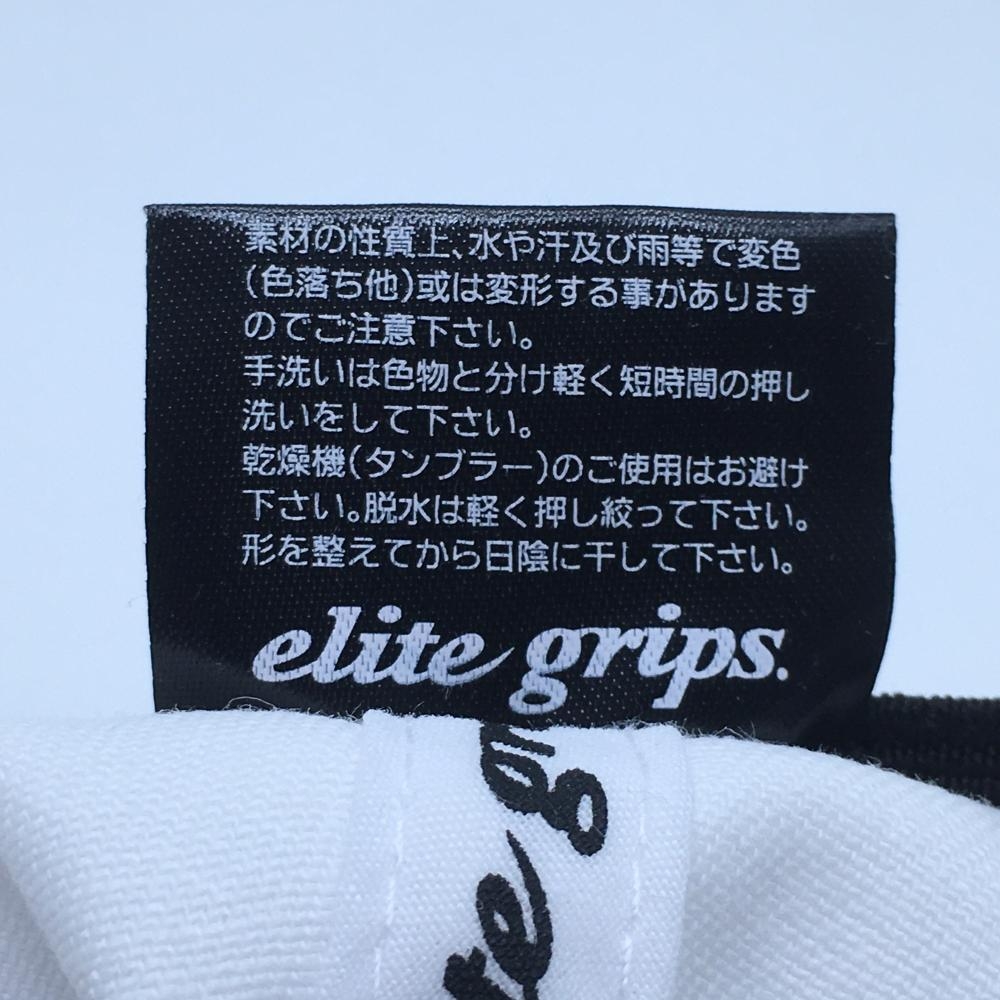 素材の性質上、水や汗及び雨等で変色
(色落ち他)或は変形する事があります
のでご注意下さい。
手洗いは色物と分け軽く短時間の押し
洗いをして下さい。
乾燥機(タンブラー)のご使用はお避け
下さい。脱水は軽く押し絞って下さい。
形を整えてから日陰に干して下さい。
elite grips.